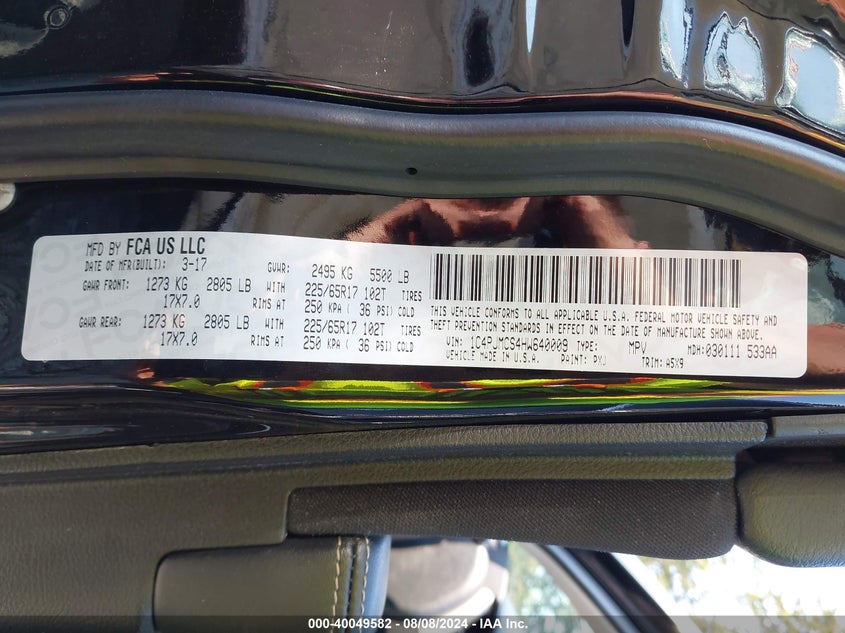 MFD BY FCA US LLC
DATE OF MFR(BUILT): 3-17 GVWR: 2495 KG 5500 LB
GAWR FRONT: 1273 KG 2805 LB WITH 225/65R17 102T TIRES
17X7.0 RIMS AT 250 KPA ( 36 PSI) COLD
GAWR REAR: 1273 KG 2805 LB WITH 225/65R17 102T TIRES
17X7.0 RIMS AT 250 KPA ( 36 PSI) COLD
THIS VEHICLE CONFORMS TO ALL APPLICABLE U.S.A. FEDERAL MOTOR VEHICLE SAFETY AND
THEFT PREVENTION STANDARDS IN EFFECT ON THE DATE OF MANUFACTURE SHOWN ABOVE.
VIN: 1C4PJMCS4HW640009 TYPE: MPV MDH: 030111 533AA
VEHICLE MADE IN U.S.A. PAINT: PXJ TRIM: A5X9
000-40049582 - 08/08/2024 - IAA Inc.